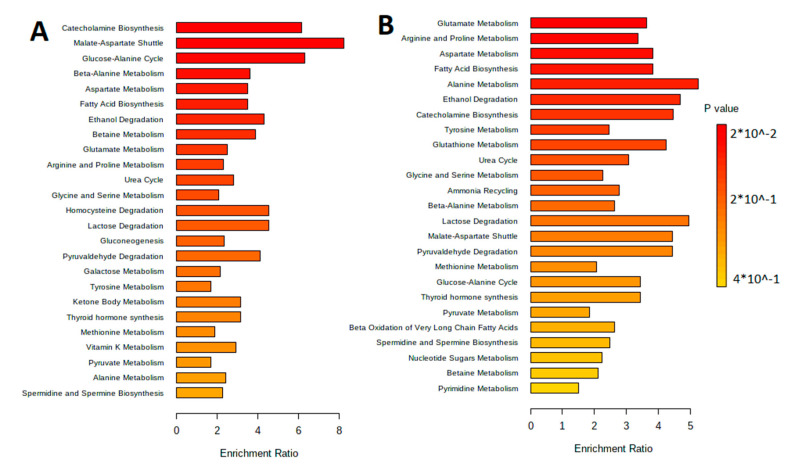 A
Catecholamine Biosynthesis
Malate-Aspartate Shuttle
Glucose-Alanine Cycle
Beta-Alanine Metabolism
Aspartate Metabolism
Fatty Acid Biosynthesis
Ethanol Degradation
Betaine Metabolism
Glutamate Metabolism
Arginine and Proline Metabolism
Urea Cycle
Glycine and Serine Metabolism
Homocysteine Degradation
Lactose Degradation
Gluconeogenesis
Pyruvaldehyde Degradation
Galactose Metabolism
Tyrosine Metabolism
Ketone Body Metabolism
Thyroid hormone synthesis
Methionine Metabolism
Vitamin K Metabolism
Pyruvate Metabolism
Alanine Metabolism
Spermidine and Spermine Biosynthesis
0 2 4 6 8
Enrichment Ratio
B
Glutamate Metabolism
Arginine and Proline Metabolism
Aspartate Metabolism
Fatty Acid Biosynthesis
Alanine Metabolism
Ethanol Degradation
Catecholamine Biosynthesis
Tyrosine Metabolism
Glutathione Metabolism
Urea Cycle
Glycine and Serine Metabolism
Ammonia Recycling
Beta-Alanine Metabolism
Lactose Degradation
Malate-Aspartate Shuttle
Pyruvaldehyde Degradation
Methionine Metabolism
Glucose-Alanine Cycle
Thyroid hormone synthesis
Pyruvate Metabolism
Beta Oxidation of Very Long Chain Fatty Acids
Spermidine and Spermine Biosynthesis
Nucleotide Sugars Metabolism
Betaine Metabolism
Pyrimidine Metabolism
0 1 2 3 4 5
Enrichment Ratio
P value
2*10^-2
2*10^-1
4*10^-1